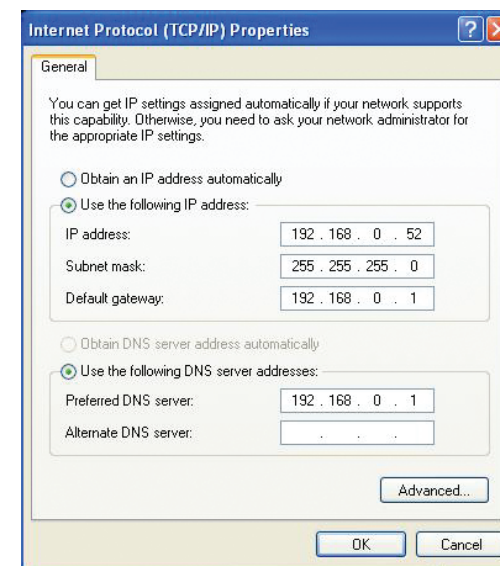 Internet Protocol (TCP/IP) Properties
General
You can get IP settings assigned automatically if your network supports
this capability. Otherwise, you need to ask your network administrator for
the appropriate IP settings.
Obtain an IP address automatically
Use the following IP address:
IP address: 192 . 168 . 0 . 52
Subnet mask: 255 . 255 . 255 . 0
Default gateway: 192 . 168 . 0 . 1
Obtain DNS server address automatically
Use the following DNS server addresses:
Preferred DNS server: 192 . 168 . 0 . 1
Alternate DNS server: . . .
Advanced...
OK Cancel